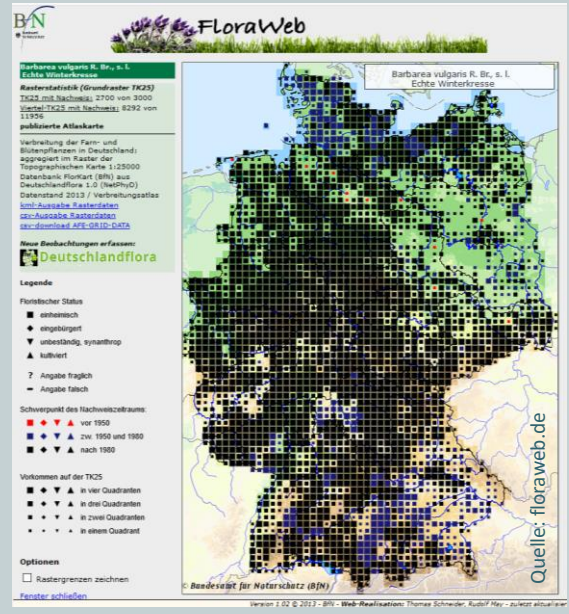 BfN
FloraWeb
Barbarea vulgaris R. Br., s. l.
Echte Winterkresse
Rasterstatistik (Grundraster TK25)
TK25 mit Nachweis: 2700 von 3000
Viertel-TK25 mit Nachweis: 8292 von
11956
publizierte Atlaskarte
Verbreitung der Farn- und
Blütenpflanzen in Deutschland;
aggregiert im Raster der
Topographischen Karte 1:25000
Datenbank FlorKart (BfN) aus
Deutschlandflora 1.0 (NetPhyD)
Datenstand 2013 / Verbreitungsatlas
kml-Ausgabe Rasterdaten
csv-Ausgabe Rasterdaten
csv-download AFE-GRID-DATA
Neue Beobachtungen erfassen:
Deutschlandflora
Legende
Floristischer Status
einheimisch
eingebürgert
unbeständig, synanthrop
kultiviert
? Angabe fraglich
– Angabe falsch
Schwerpunkt des Nachweiszeitraums:
vor 1950
zw. 1950 und 1980
nach 1980
Vorkommen auf der TK25
in vier Quadranten
in drei Quadranten
in zwei Quadranten
in einem Quadrant
Optionen
Rastergrenzen zeichnen
Fenster schließen
Barbarea vulgaris R. Br., s. l.
Echte Winterkresse
Quelle: floraweb.de
© Bundesamt für Naturschutz (BfN)
Version 1.02 © 2013 - BfN - Web-Realisation: Thomas Schneider, Rudolf May - zuletzt aktualisier